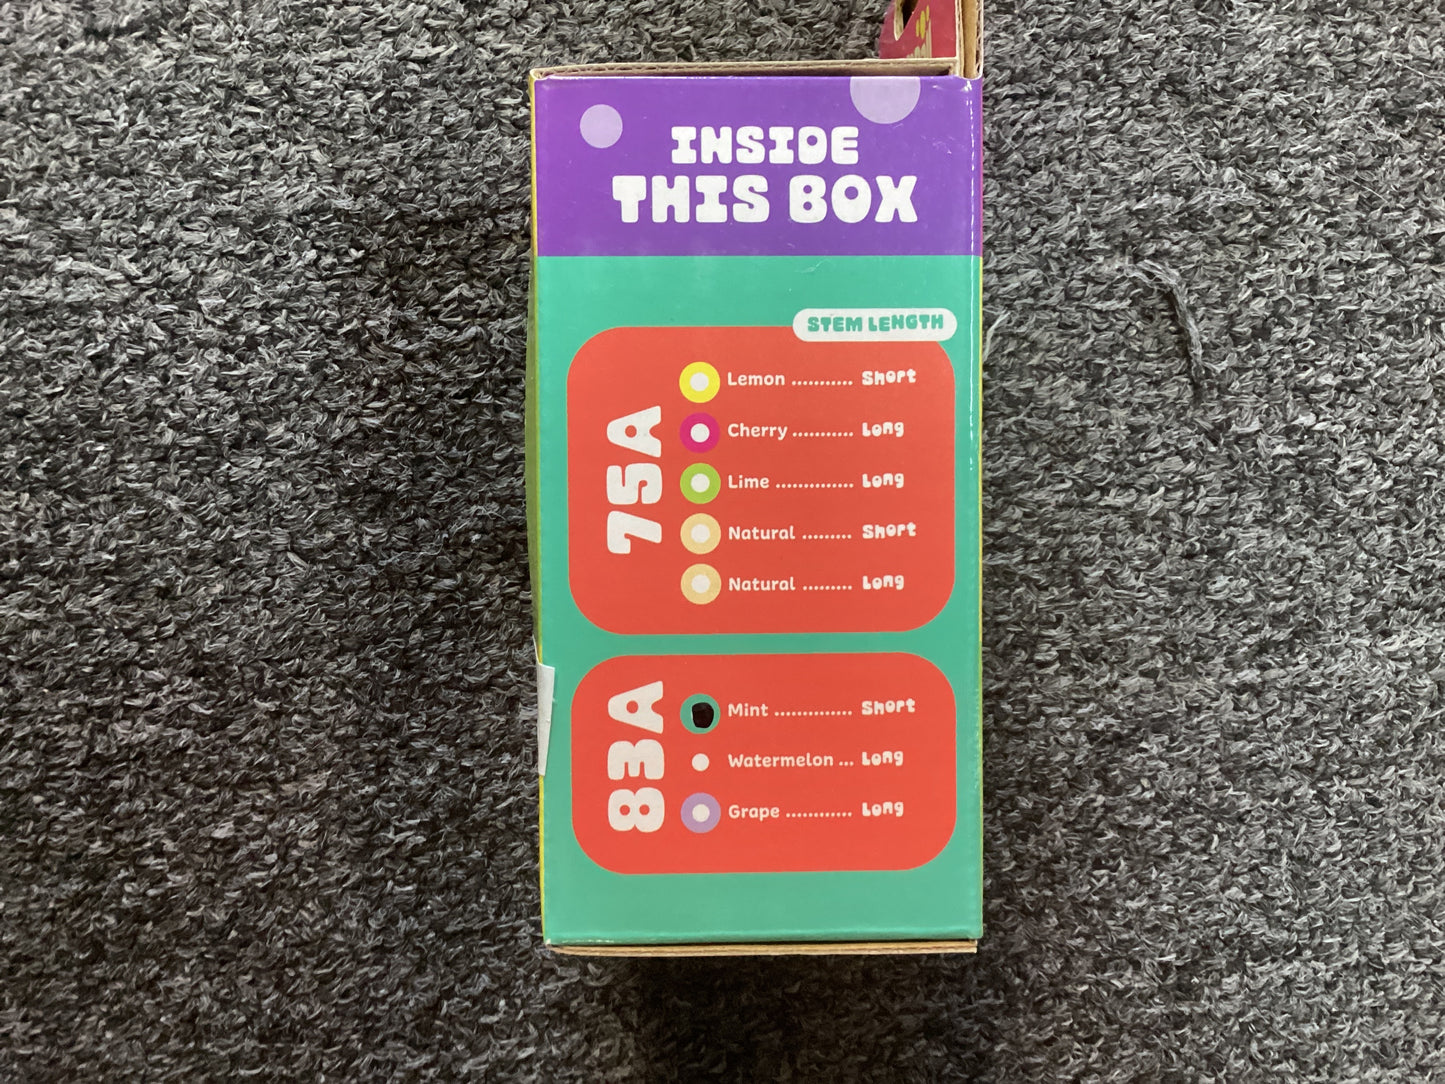 INSIDE
THIS BOX
STEM LENGTH
75A
Lemon ........... Short
Cherry ........... Long
Lime .............. Long
Natural ......... Short
Natural ......... Long
83A
Mint .............. Short
Watermelon ... Long
Grape ............ Long